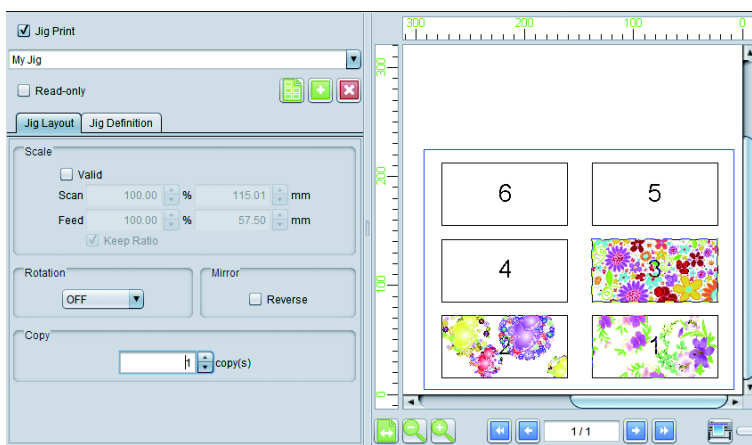 Jig Print
My Jig
Read-only
Jig Layout Jig Definition
Scale
Valid
Scan 100.00 % 115.01 mm
Feed 100.00 % 57.50 mm
Keep Ratio
Rotation
OFF
Mirror
Reverse
Copy
1 copy(s)
300 200 100 0
300
200
100
0
6 5
4 3
2 1
1/1